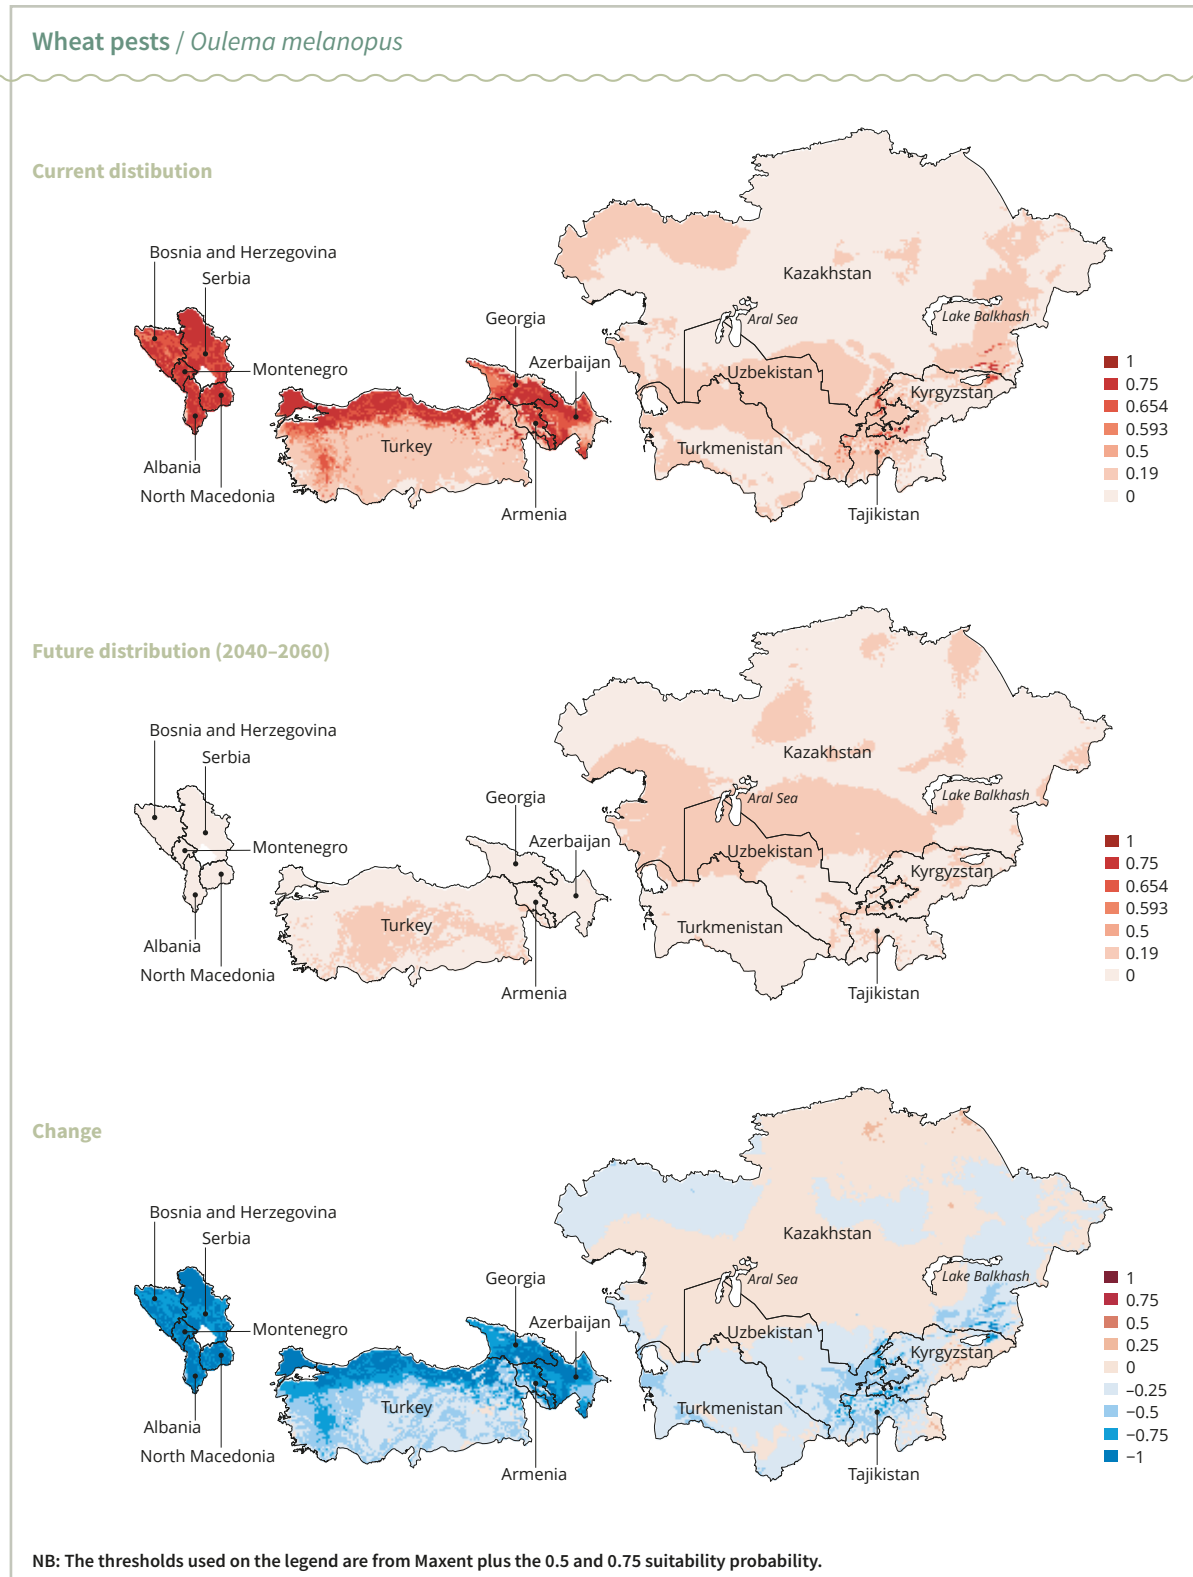 Wheat pests / Oulema melanopus
Current distibution
Bosnia and Herzegovina
Serbia
Montenegro
Albania
North Macedonia
Georgia
Azerbaijan
Turkey
Armenia
Kazakhstan
Aral Sea
Lake Balkhash
Uzbekistan
Kyrgyzstan
Turkmenistan
Tajikistan
1
0.75
0.654
0.593
0.5
0.19
0
Future distribution (2040–2060)
Bosnia and Herzegovina
Serbia
Montenegro
Albania
North Macedonia
Georgia
Azerbaijan
Turkey
Armenia
Kazakhstan
Aral Sea
Lake Balkhash
Uzbekistan
Kyrgyzstan
Turkmenistan
Tajikistan
1
0.75
0.654
0.593
0.5
0.19
0
Change
Bosnia and Herzegovina
Serbia
Montenegro
Albania
North Macedonia
Georgia
Azerbaijan
Turkey
Armenia
Kazakhstan
Aral Sea
Lake Balkhash
Uzbekistan
Kyrgyzstan
Turkmenistan
Tajikistan
1
0.75
0.5
0.25
0
−0.25
−0.5
−0.75
−1
NB: The thresholds used on the legend are from Maxent plus the 0.5 and 0.75 suitability probability.